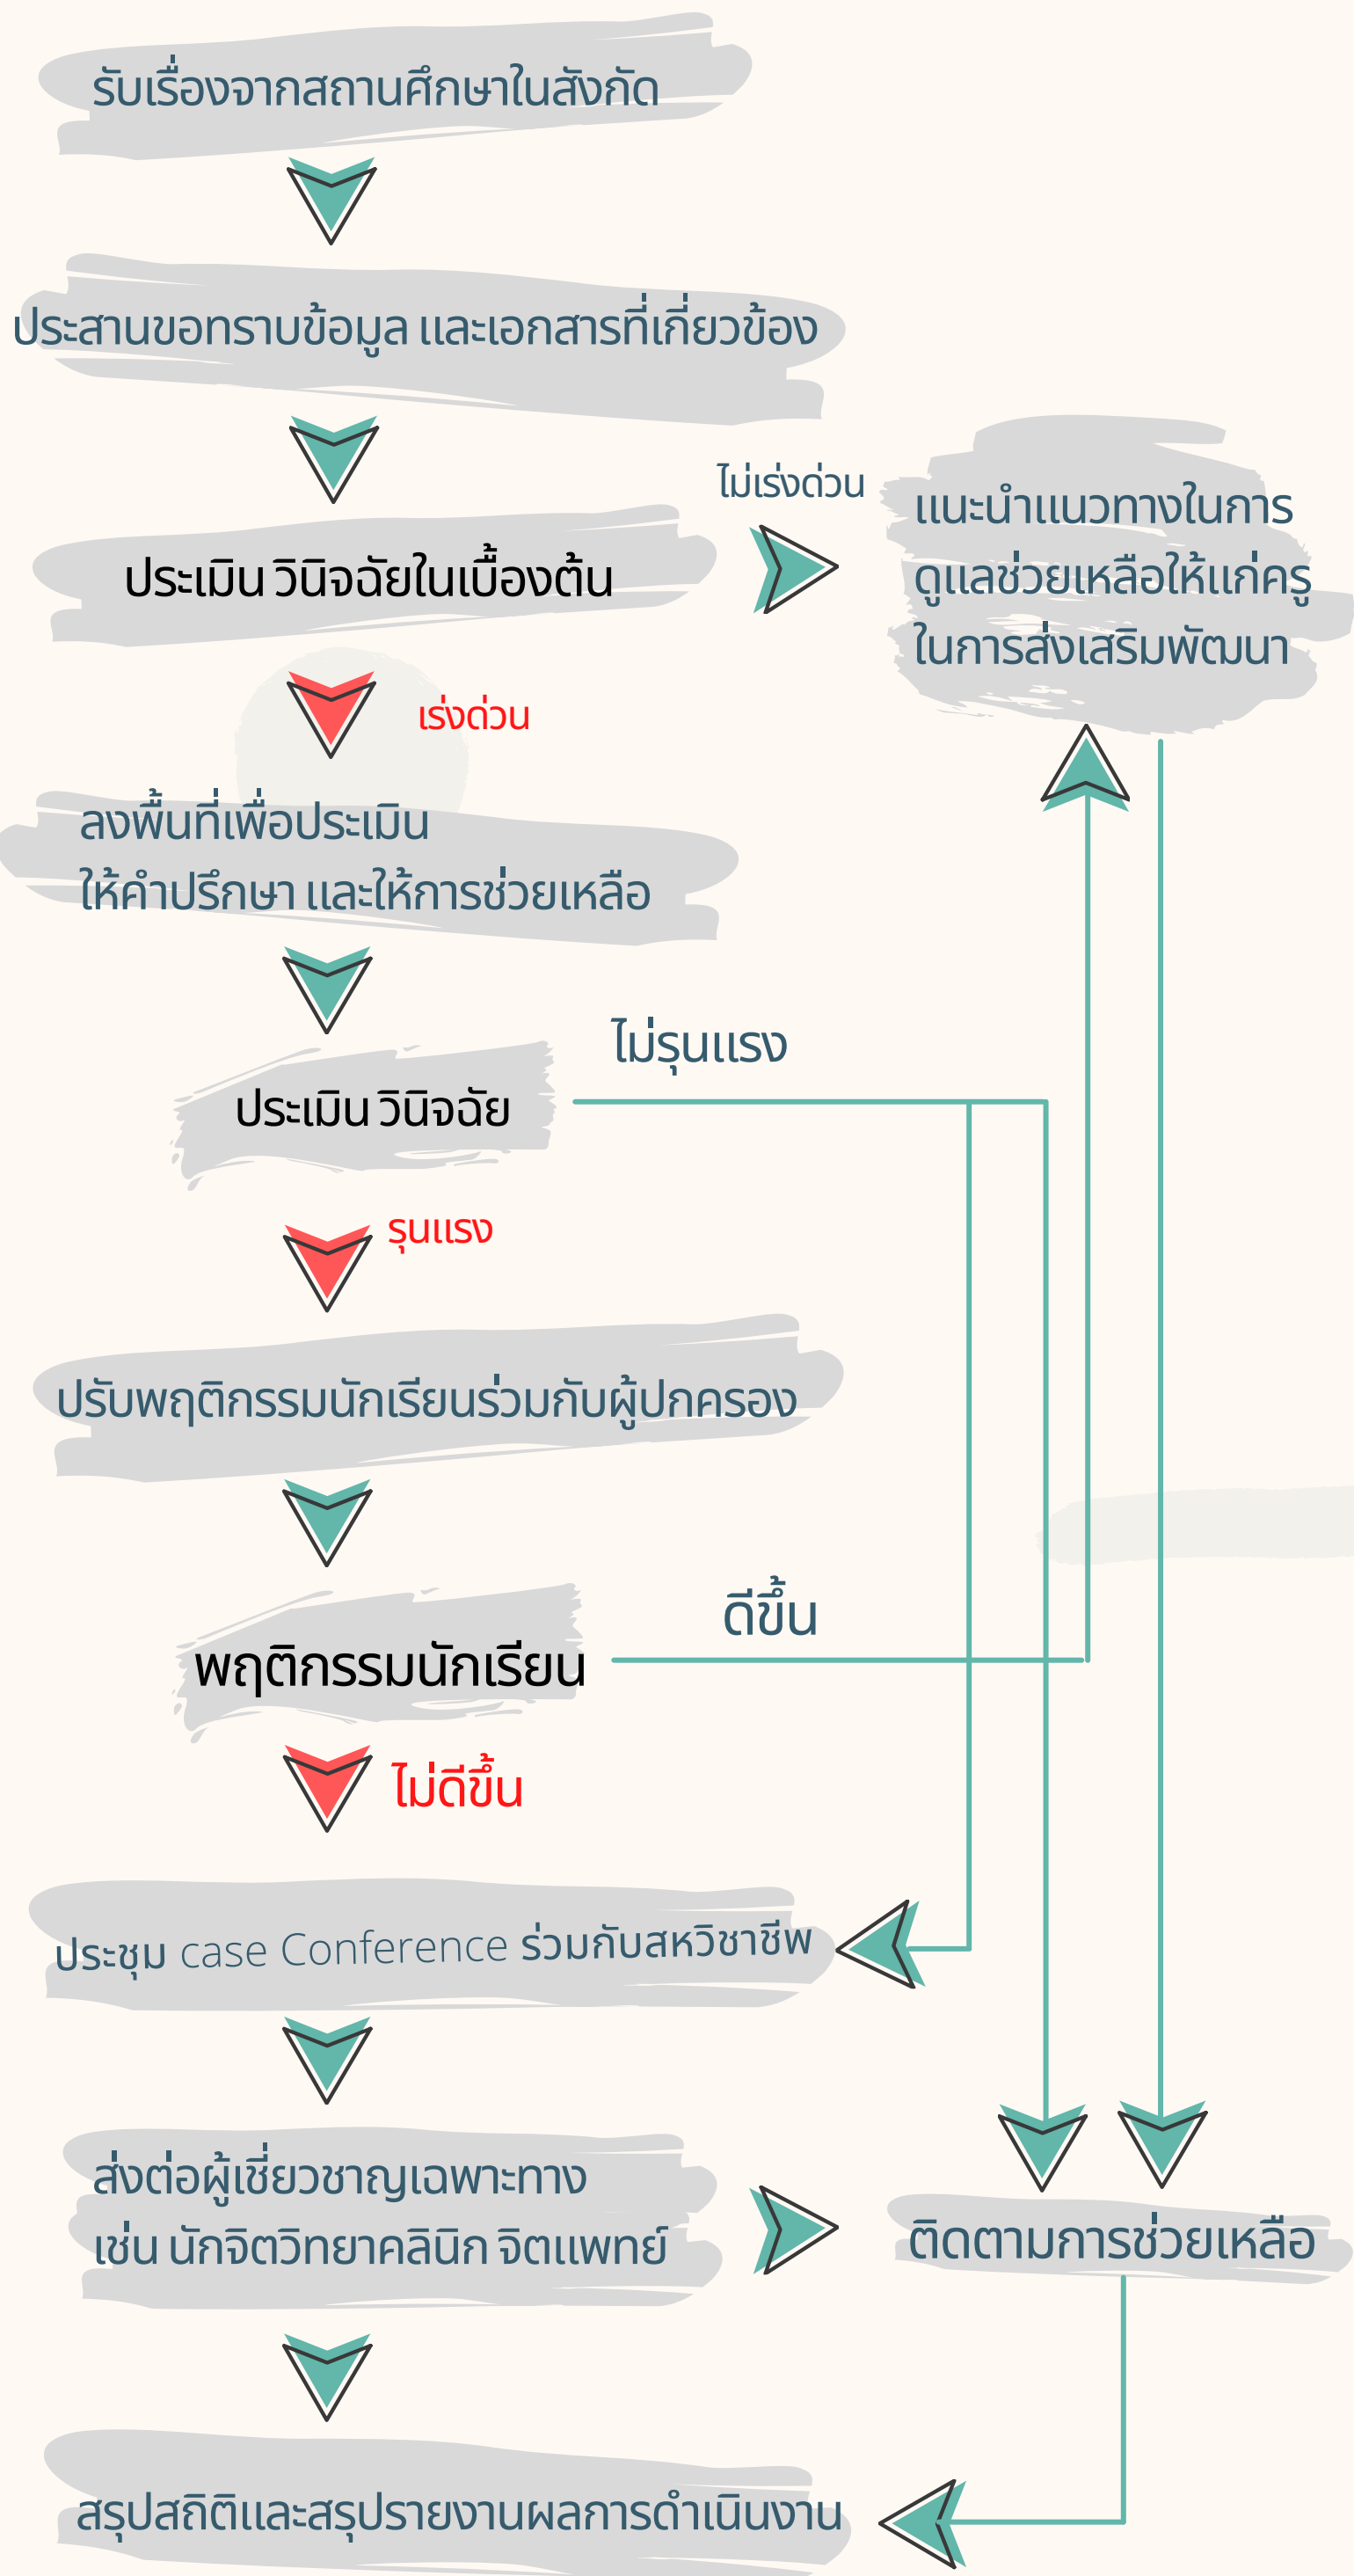 รับเรื่องจากสถานศึกษาในสังกัด
ประสานขอทราบข้อมูล และเอกสารที่เกี่ยวข้อง
ไม่เร่งด่วน
ประเมิน วินิจฉัยในเบื้องต้น
แนะนำแนวทางในการ
ดูแลช่วยเหลือให้แก่ครู
ในการส่งเสริมพัฒนา
เร่งด่วน
ลงพื้นที่เพื่อประเมิน
ให้คำปรึกษา และให้การช่วยเหลือ
ไม่รุนแรง
ประเมิน วินิจฉัย
รุนแรง
ปรับพฤติกรรมนักเรียนร่วมกับผู้ปกครอง
ดีขึ้น
พฤติกรรมนักเรียน
ไม่ดีขึ้น
ประชุม case Conference ร่วมกับสหวิชาชีพ
ส่งต่อผู้เชี่ยวชาญเฉพาะทาง
เช่น นักจิตวิทยาคลินิก จิตแพทย์
ติดตามการช่วยเหลือ
สรุปสถิติและสรุปรายงานผลการดำเนินงาน